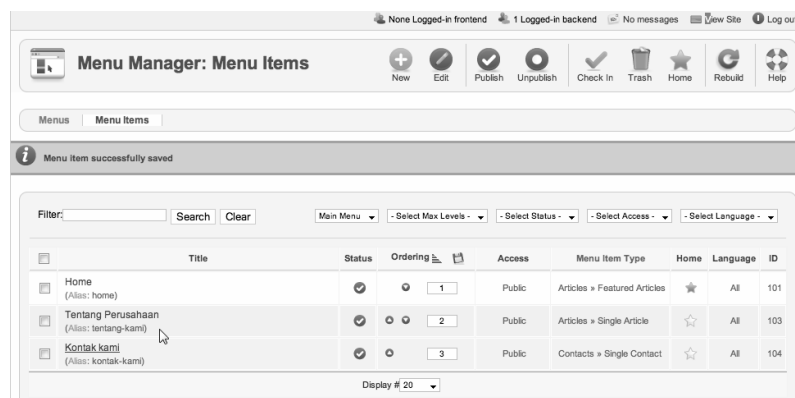 None Logged-in frontend 1 Logged-in backend No messages View Site Log ou
Menu Manager: Menu Items
New Edit Publish Unpublish Check In Trash Home Rebuild Help
Menus Menu Items
Menu item successfully saved
Filter: Search Clear Main Menu - Select Max Levels - - Select Status - - Select Access - - Select Language -
Title Status Ordering Access Menu Item Type Home Language ID
Home
(Alias: home) 1 Public Articles » Featured Articles All 101
Tentang Perusahaan
(Alias: tentang-kami) 2 Public Articles » Single Article All 103
Kontak kami
(Alias: kontak-kami) 3 Public Contacts » Single Contact All 104
Display # 20